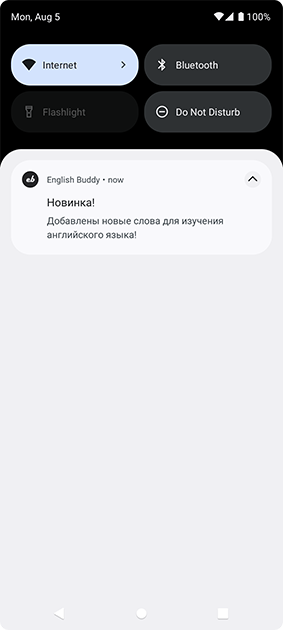 Mon, Aug 5
100%
Internet
Bluetooth
Flashlight
Do Not Disturb
eb
English Buddy • now
Новинка!
Добавлены новые слова для изучения
английского языка!